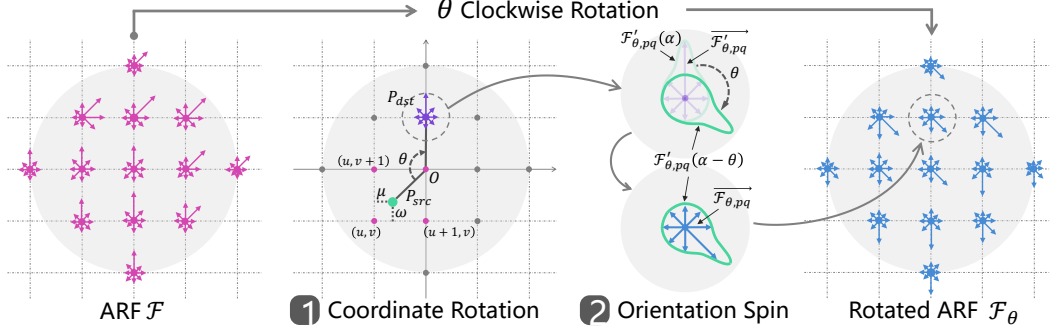 θ Clockwise Rotation
F'θ,pq(α)
F'θ,pq
θ
Pdst
(u, v+1)
θ
O
F'θ,pq(α − θ)
μ
Psrc
ω
Fθ,pq
(u, v)
(u+1, v)
ARF F
1 Coordinate Rotation
2 Orientation Spin
Rotated ARF Fθ